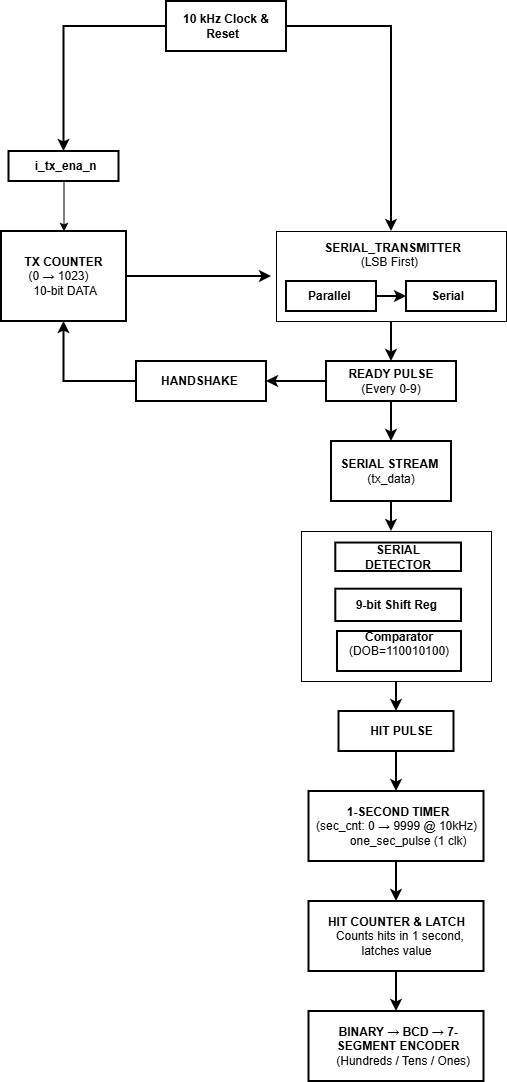 10 kHz Clock &
Reset
i_tx_ena_n
TX COUNTER
(0 → 1023)
10-bit DATA
SERIAL_TRANSMITTER
(LSB First)
Parallel
Serial
HANDSHAKE
READY PULSE
(Every 0-9)
SERIAL STREAM
(tx_data)
SERIAL
DETECTOR
9-bit Shift Reg
Comparator
(DOB=110010100)
HIT PULSE
1-SECOND TIMER
(sec_cnt: 0 → 9999 @ 10kHz)
one_sec_pulse (1 clk)
HIT COUNTER & LATCH
Counts hits in 1 second,
latches value
BINARY → BCD → 7-
SEGMENT ENCODER
(Hundreds / Tens / Ones)